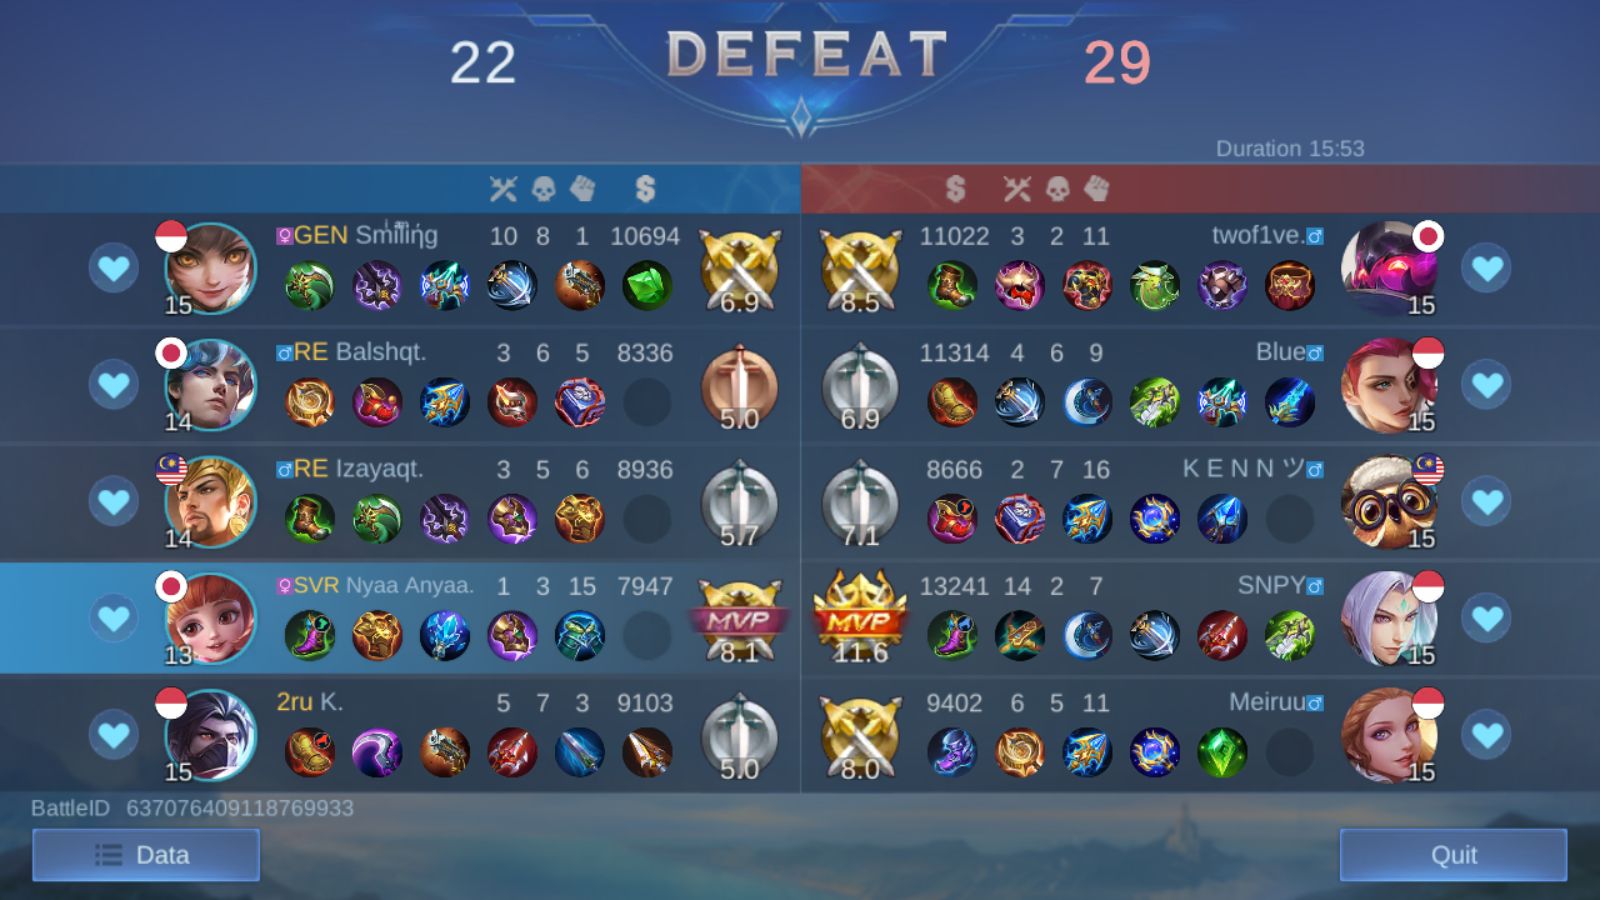 22 DEFEAT 29
Duration 15:53
GEN Smįlliṇģ 10 8 1 10694
15 6.9
8.5 11022 3 2 11 twof1ve.
15
RE Balshqt. 3 6 5 8336
14 5.0
6.9 11314 4 6 9 Blue
15
RE Izayaqt. 3 5 6 8936
14 5.7
7.1 8666 2 7 16 K E N N ツ
15
SVR Nyaa Anyaa. 1 3 15 7947
13 MVP 8.1
MVP 11.6 13241 14 2 7 SNPY
15
2ru K. 5 7 3 9103
15 5.0
8.0 9402 6 5 11 Meiruu
15
BattleID 637076409118769933
Data
Quit